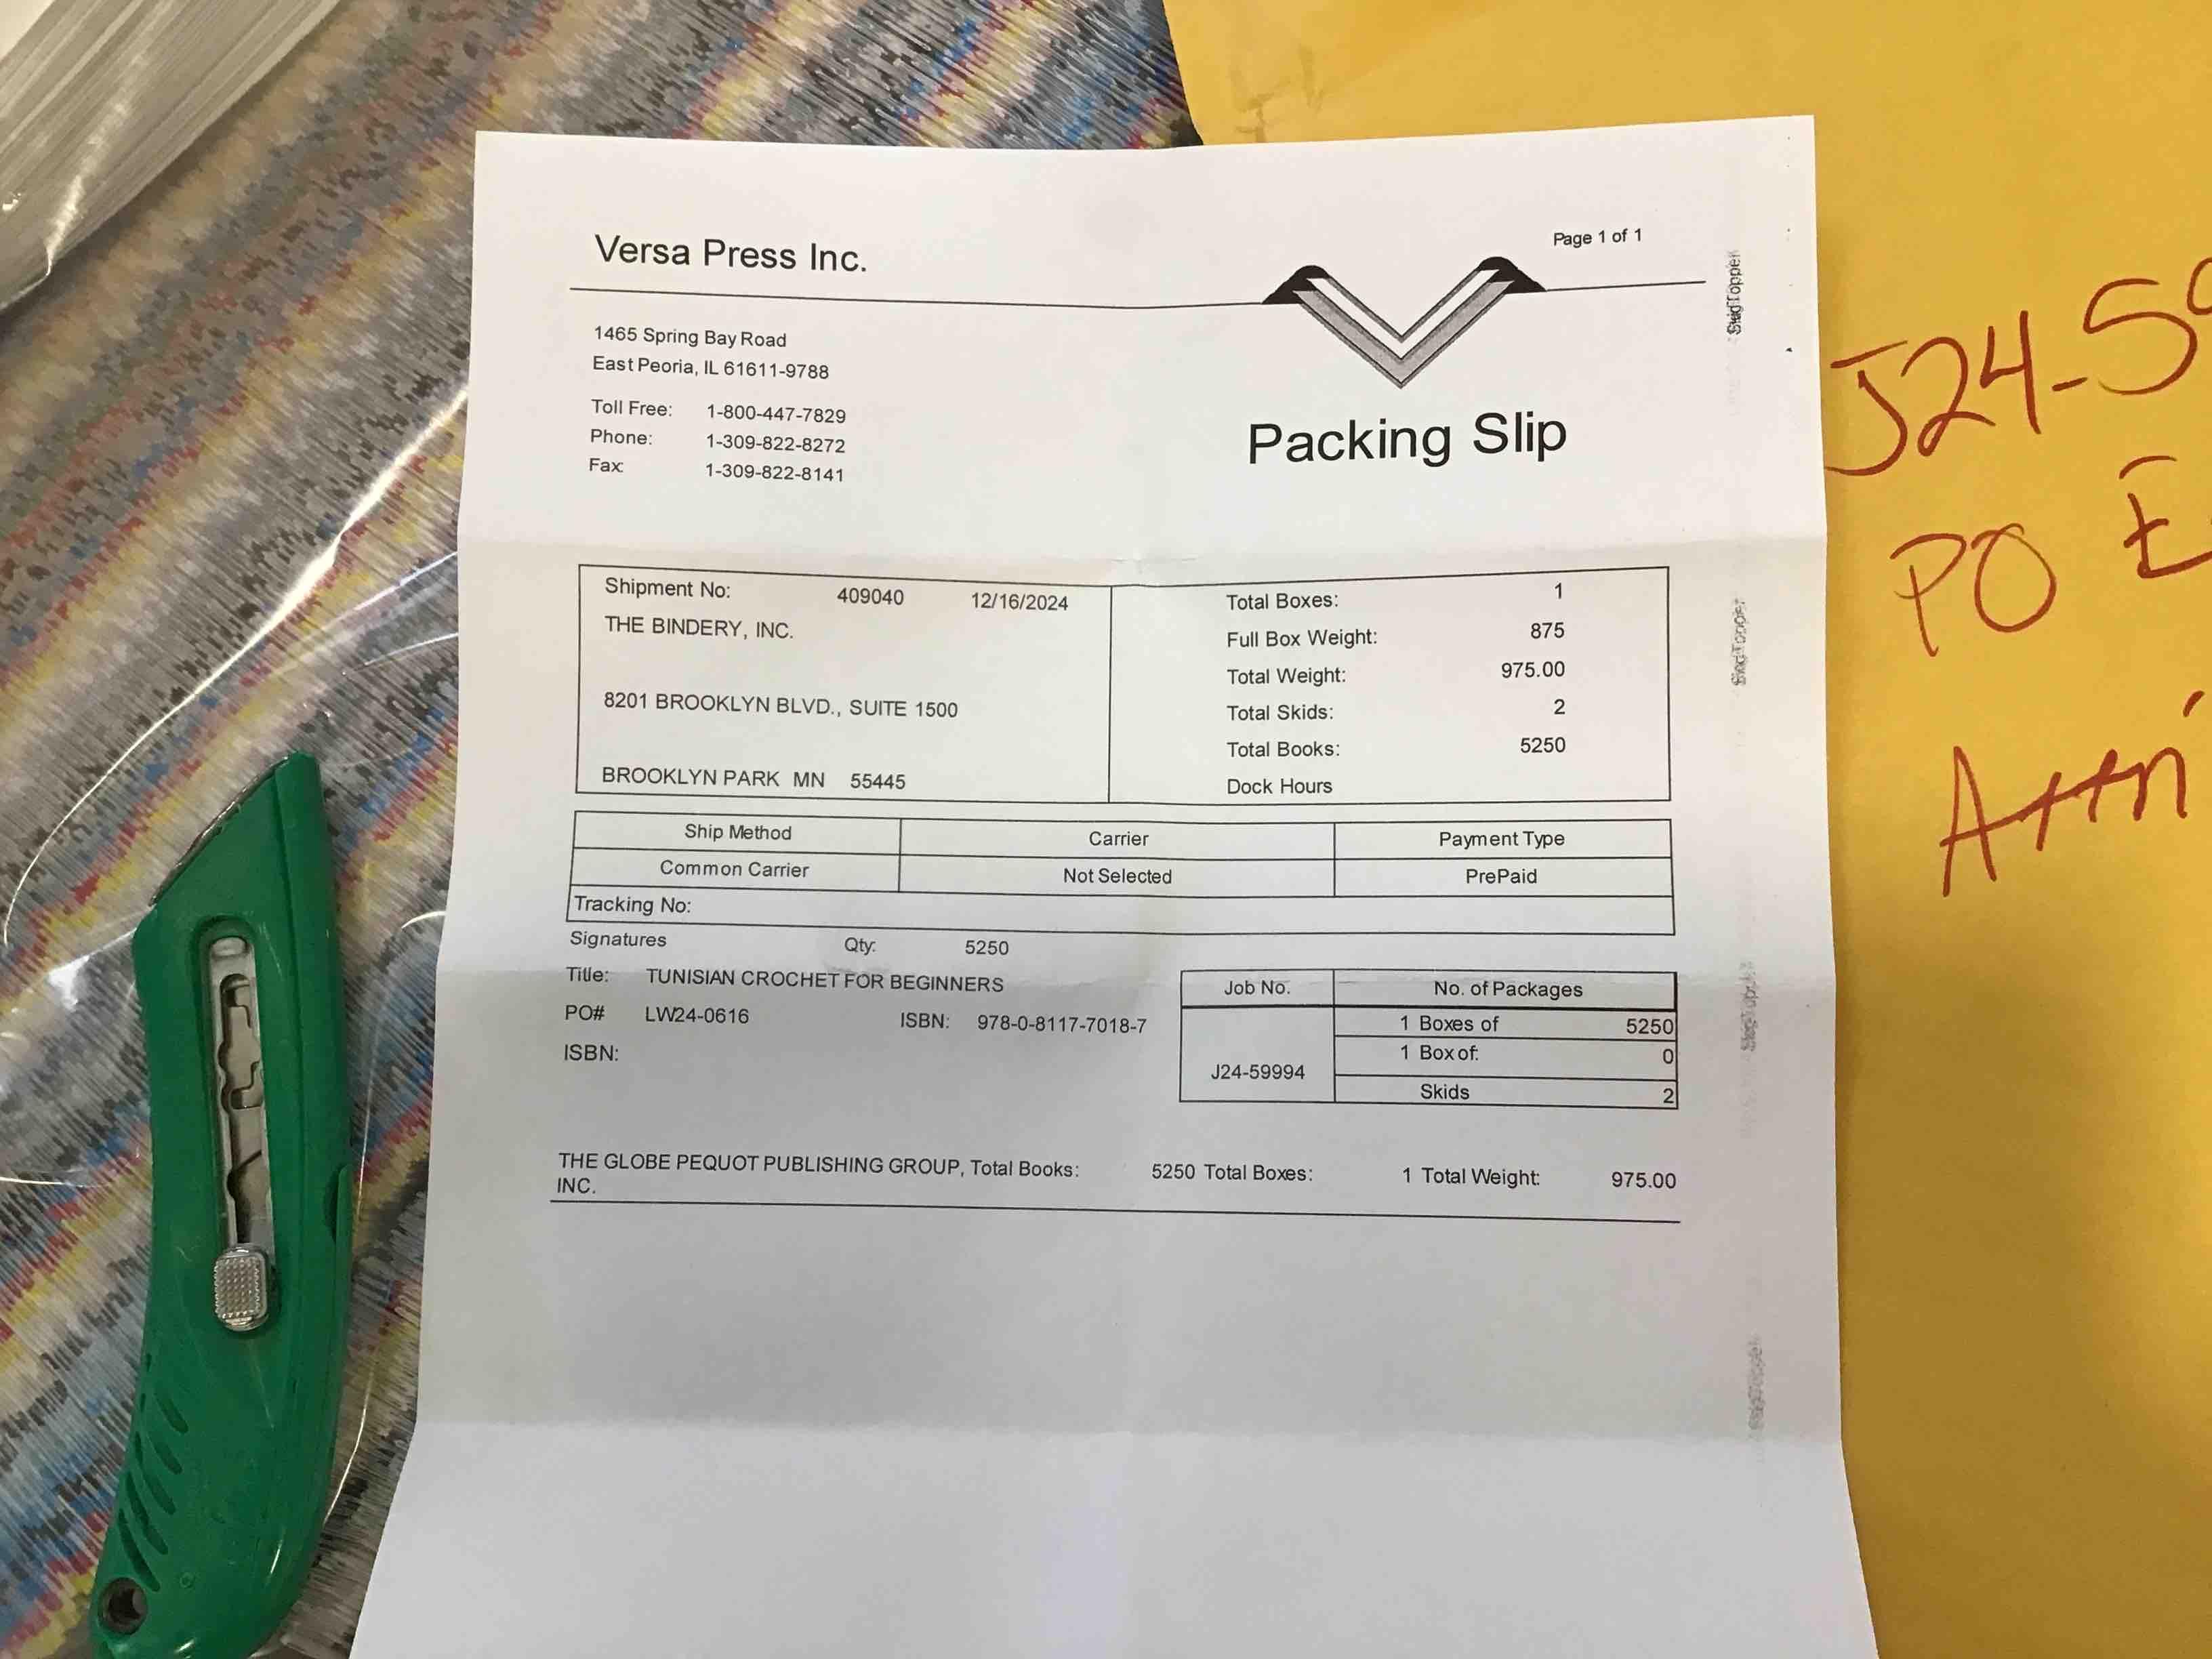 Versa Press Inc.
Page 1 of 1
1465 Spring Bay Road
East Peoria, IL 61611-9788
Toll Free: 1-800-447-7829
Phone: 1-309-822-8272
Fax: 1-309-822-8141
Packing Slip
Shipment No: 409040 12/16/2024
THE BINDERY, INC.
8201 BROOKLYN BLVD., SUITE 1500
BROOKLYN PARK MN 55445
Total Boxes: 1
Full Box Weight: 875
Total Weight: 975.00
Total Skids: 2
Total Books: 5250
Dock Hours
Ship Method Carrier Payment Type
Common Carrier Not Selected PrePaid
Tracking No:
Signatures Qty: 5250
Title: TUNISIAN CROCHET FOR BEGINNERS
PO# LW24-0616 ISBN: 978-0-8117-7018-7
ISBN:
Job No. No. of Packages
1 Boxes of 5250
1 Box of: 0
J24-59994
Skids 2
THE GLOBE PEQUOT PUBLISHING GROUP, Total Books: 5250 Total Boxes: 1 Total Weight: 975.00
INC.
J24-5
PO
Attn